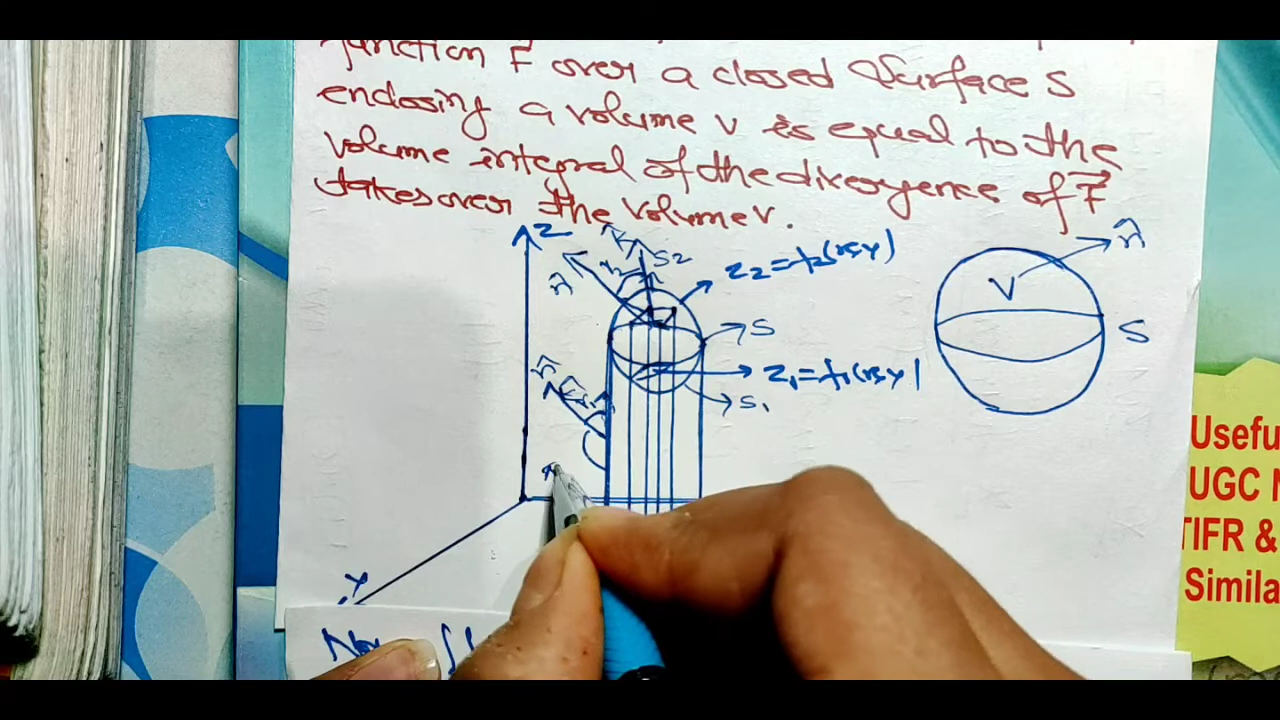 function F over a closed Surface S
enclosing a volume V is equal to the
volume integral of the divergence of F⃗
taken over the volume V.
Z
n̂
S2
Z2=f2(x,y)
n̂
V
S
S
n̂
Z1=f1(x,y)
S1
Y
Usefu
UGC N
TIFR &
Simila